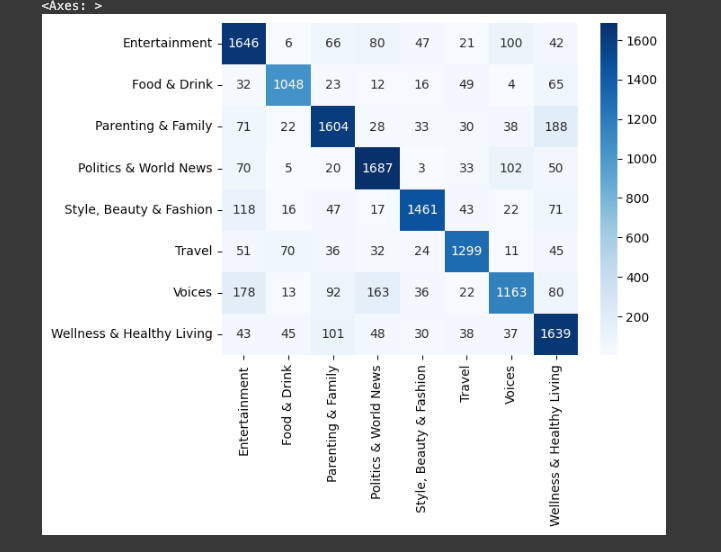 <Axes: >
Entertainment 1646 6 66 80 47 21 100 42
Food & Drink 32 1048 23 12 16 49 4 65
Parenting & Family 71 22 1604 28 33 30 38 188
Politics & World News 70 5 20 1687 3 33 102 50
Style, Beauty & Fashion 118 16 47 17 1461 43 22 71
Travel 51 70 36 32 24 1299 11 45
Voices 178 13 92 163 36 22 1163 80
Wellness & Healthy Living 43 45 101 48 30 38 37 1639
Entertainment
Food & Drink
Parenting & Family
Politics & World News
Style, Beauty & Fashion
Travel
Voices
Wellness & Healthy Living
1600
1400
1200
1000
800
600
400
200